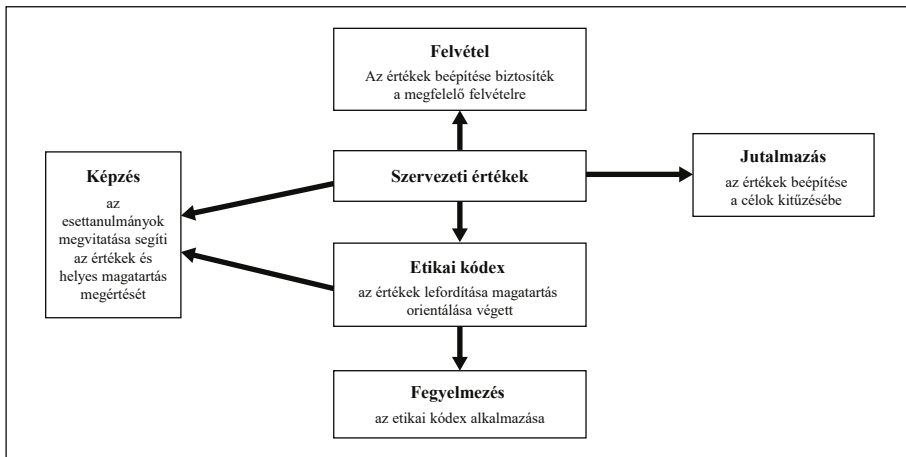 Felvétel
Az értékek beépítése biztosíték
a megfelelő felvételre
Szervezeti értékek
Jutalmazás
az értékek beépítése
a célok kitűzésébe
Képzés
az
esettanulmányok
megvitatása segíti
az értékek és
helyes magatartás
megértését
Etikai kódex
az értékek lefordítása magatartás
orientálása végett
Fegyelmezés
az etikai kódex alkalmazása